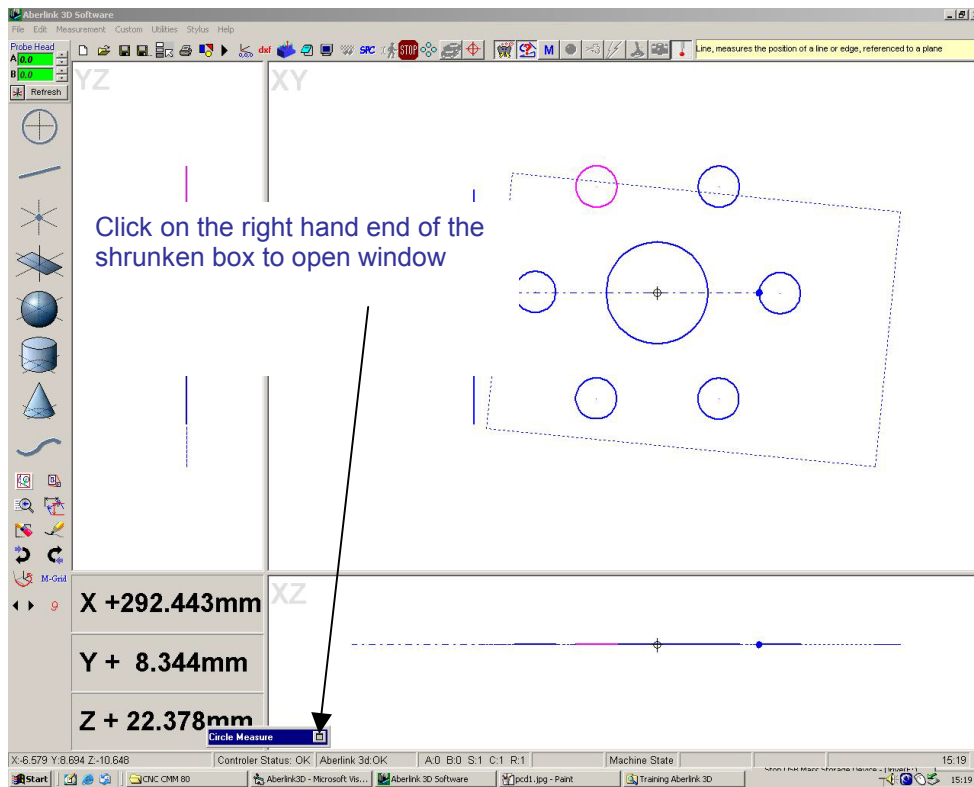 Aberlink 3D Software
File Edit Measurement Custom Utilities Stylus Help
Probe Head
A 0.0
B 0.0
Refresh
dxf
SPC
STOP
M
Line, measures the position of a line or edge, referenced to a plane
YZ
XY
Click on the right hand end of the
shrunken box to open window
M-Grid
9
X +292.443mm
Y + 8.344mm
Z + 22.378mm
XZ
Circle Measure
X:-6.579 Y:8.694 Z:-10.648
Controler Status: OK
Aberlink 3d:OK
A:0 B:0 S:1 C:1 R:1
Machine State
15:19
Start
CNC CMM 80
Aberlink3D - Microsoft Vis...
Aberlink 3D Software
pcd1.jpg - Paint
Training Aberlink 3D
15:19